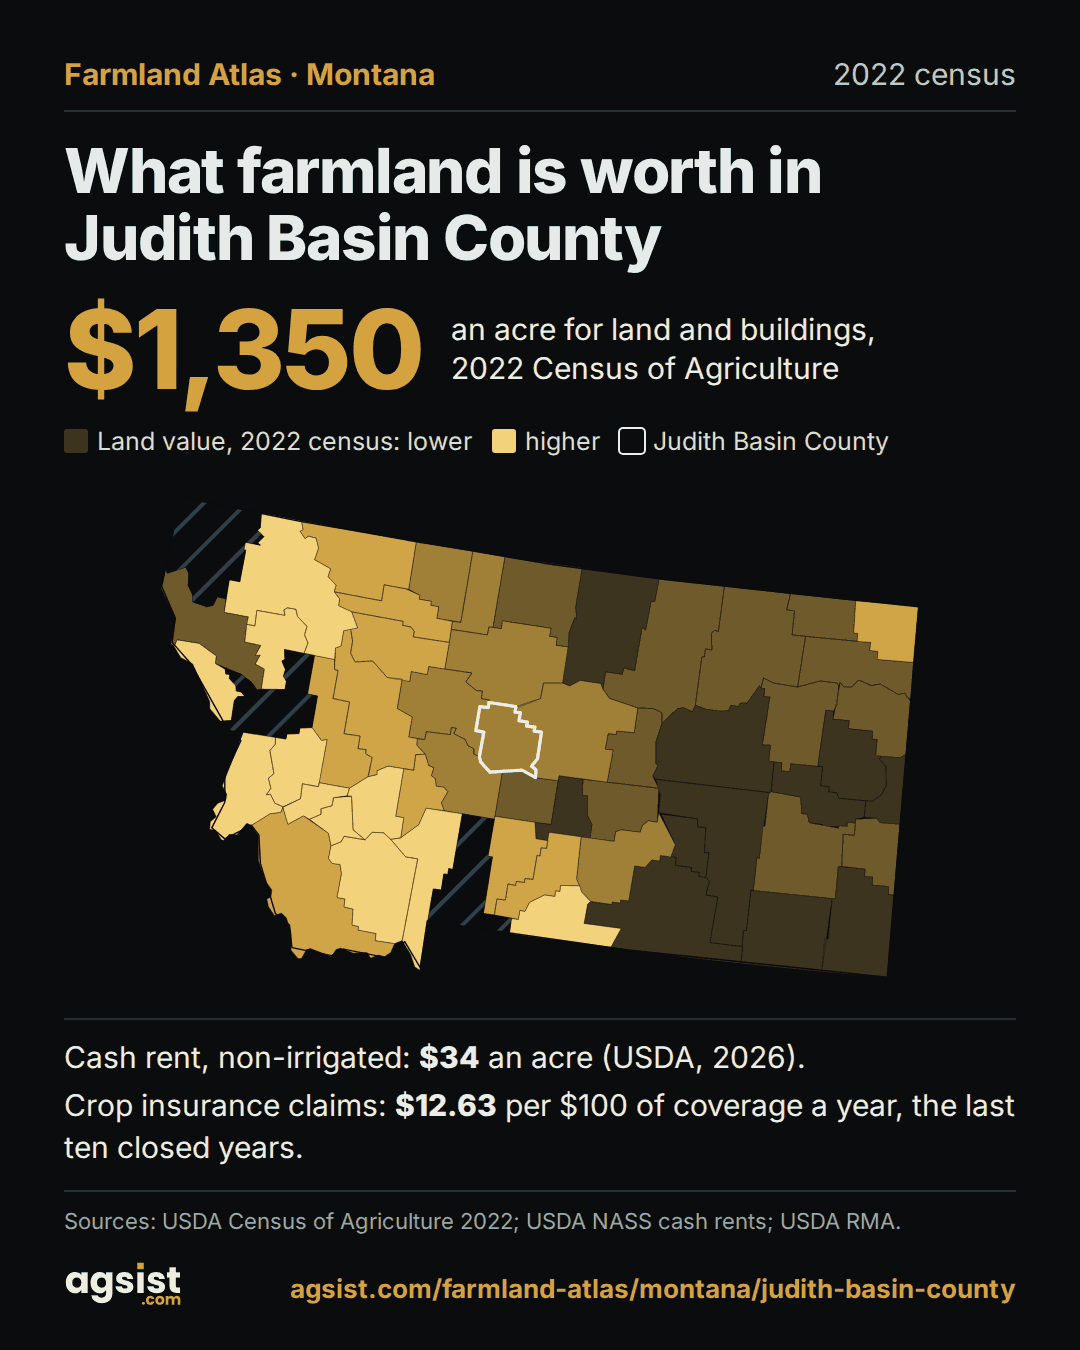 Farmland Atlas · Montana
2022 census
What farmland is worth in
Judith Basin County
$1,350
an acre for land and buildings,
2022 Census of Agriculture
Land value, 2022 census: lower
higher
Judith Basin County
Cash rent, non-irrigated: $34 an acre (USDA, 2026).
Crop insurance claims: $12.63 per $100 of coverage a year, the last
ten closed years.
Sources: USDA Census of Agriculture 2022; USDA NASS cash rents; USDA RMA.
agsist
.com
agsist.com/farmland-atlas/montana/judith-basin-county